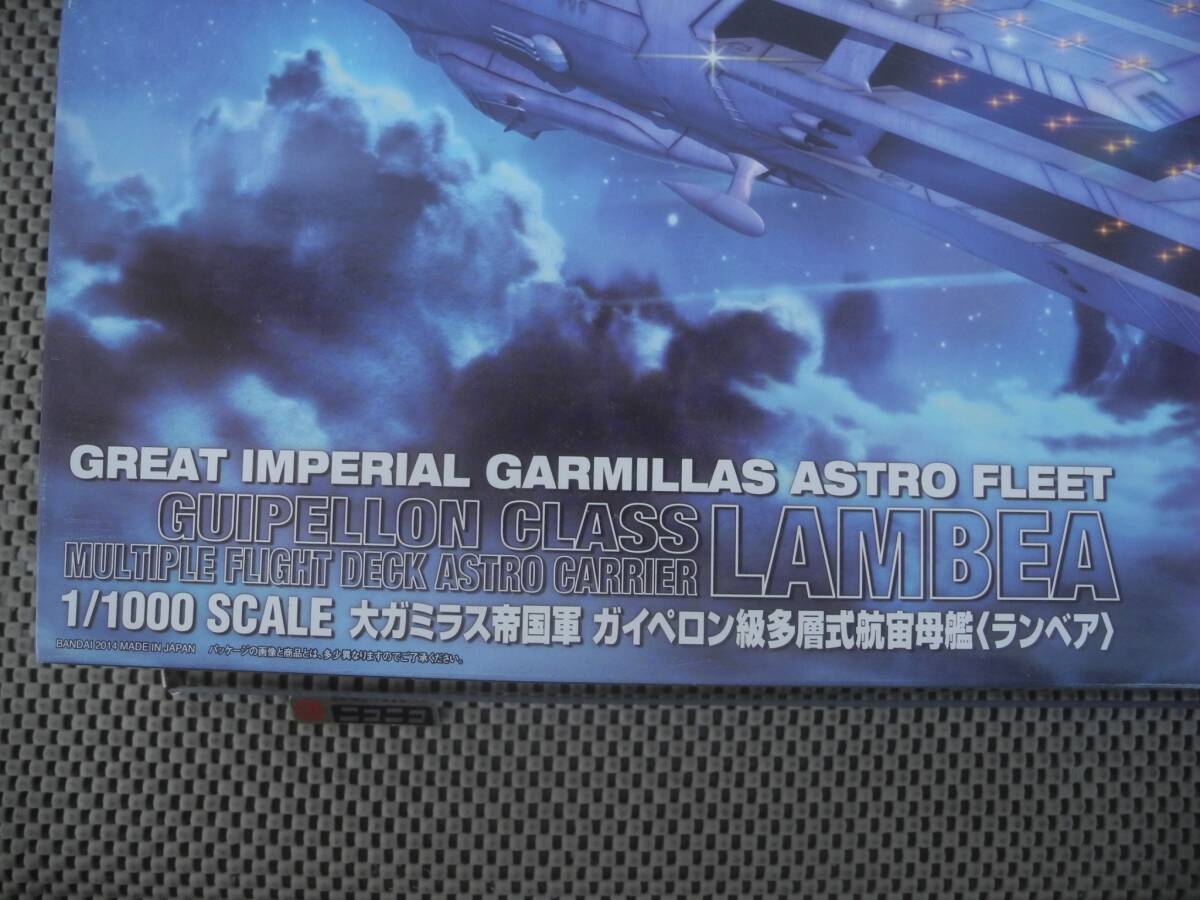 GREAT IMPERIAL GARMILLAS ASTRO FLEET
GUIPELLON CLASS
MULTIPLE FLIGHT DECK ASTRO CARRIER
LAMBEA
1/1000 SCALE 大ガミラス帝国軍 ガイペロン級多層式航宙母艦〈ランベア〉
BANDAI 2014 MADE IN JAPAN パッケージの画像と商品とは、多少異なりますのでご了承ください。